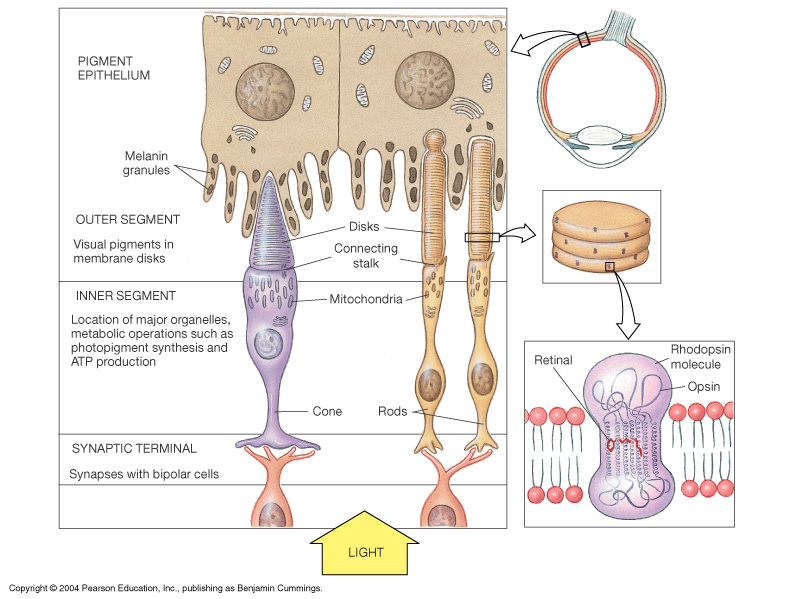 PIGMENT
EPITHELIUM
Melanin
granules
OUTER SEGMENT
Visual pigments in
membrane disks
Disks
Connecting
stalk
INNER SEGMENT
Location of major organelles,
metabolic operations such as
photopigment synthesis and
ATP production
Mitochondria
Cone
Rods
SYNAPTIC TERMINAL
Synapses with bipolar cells
LIGHT
Retinal
Rhodopsin
molecule
Opsin
Copyright © 2004 Pearson Education, Inc., publishing as Benjamin Cummings.